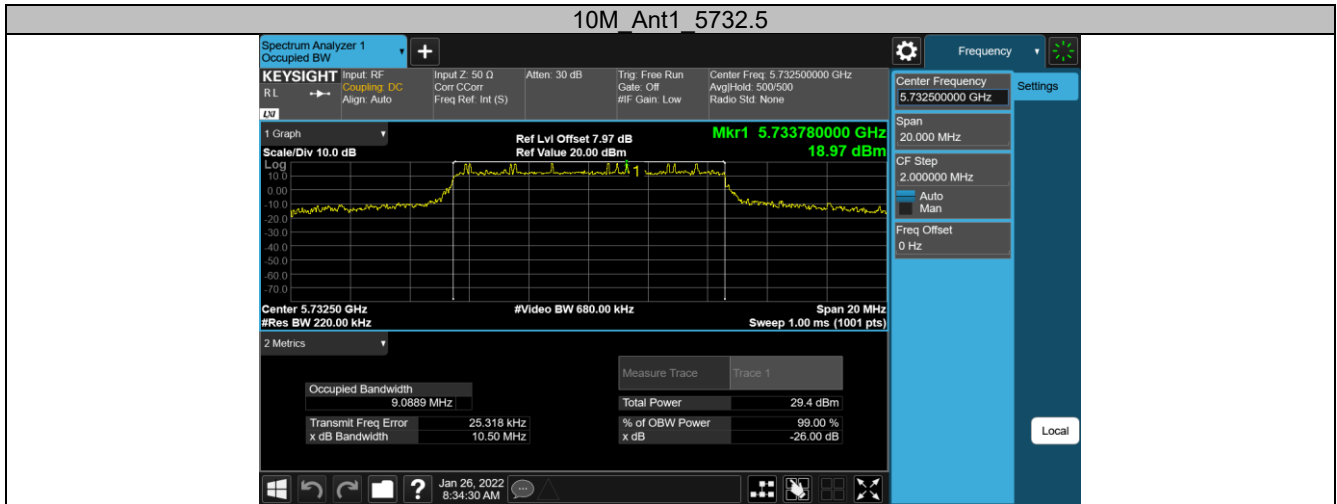 10M_Ant1_5732.5
Spectrum Analyzer 1
Occupied BW
+
Frequency
KEYSIGHT
RL
LXI
Input: RF
Coupling: DC
Align: Auto
Input Z: 50 Ω
Corr CCorr
Freq Ref: Int (S)
Atten: 30 dB
Trig: Free Run
Gate: Off
#IF Gain: Low
Center Freq: 5.732500000 GHz
Avg|Hold: 500/500
Radio Std: None
Center Frequency
5.732500000 GHz
Settings
Span
20.000 MHz
CF Step
2.000000 MHz
Auto
Man
Freq Offset
0 Hz
1 Graph
Scale/Div 10.0 dB
Ref Lvl Offset 7.97 dB
Ref Value 20.00 dBm
Mkr1 5.733780000 GHz
18.97 dBm
Log
10.0
0.00
-10.0
-20.0
-30.0
-40.0
-50.0
-60.0
-70.0
1
Center 5.73250 GHz
#Res BW 220.00 kHz
#Video BW 680.00 kHz
Span 20 MHz
Sweep 1.00 ms (1001 pts)
2 Metrics
Measure Trace Trace 1
Occupied Bandwidth
9.0889 MHz
Total Power 29.4 dBm
Transmit Freq Error 25.318 kHz
% of OBW Power 99.00 %
x dB Bandwidth 10.50 MHz
x dB -26.00 dB
Local
?
Jan 26, 2022
8:34:30 AM